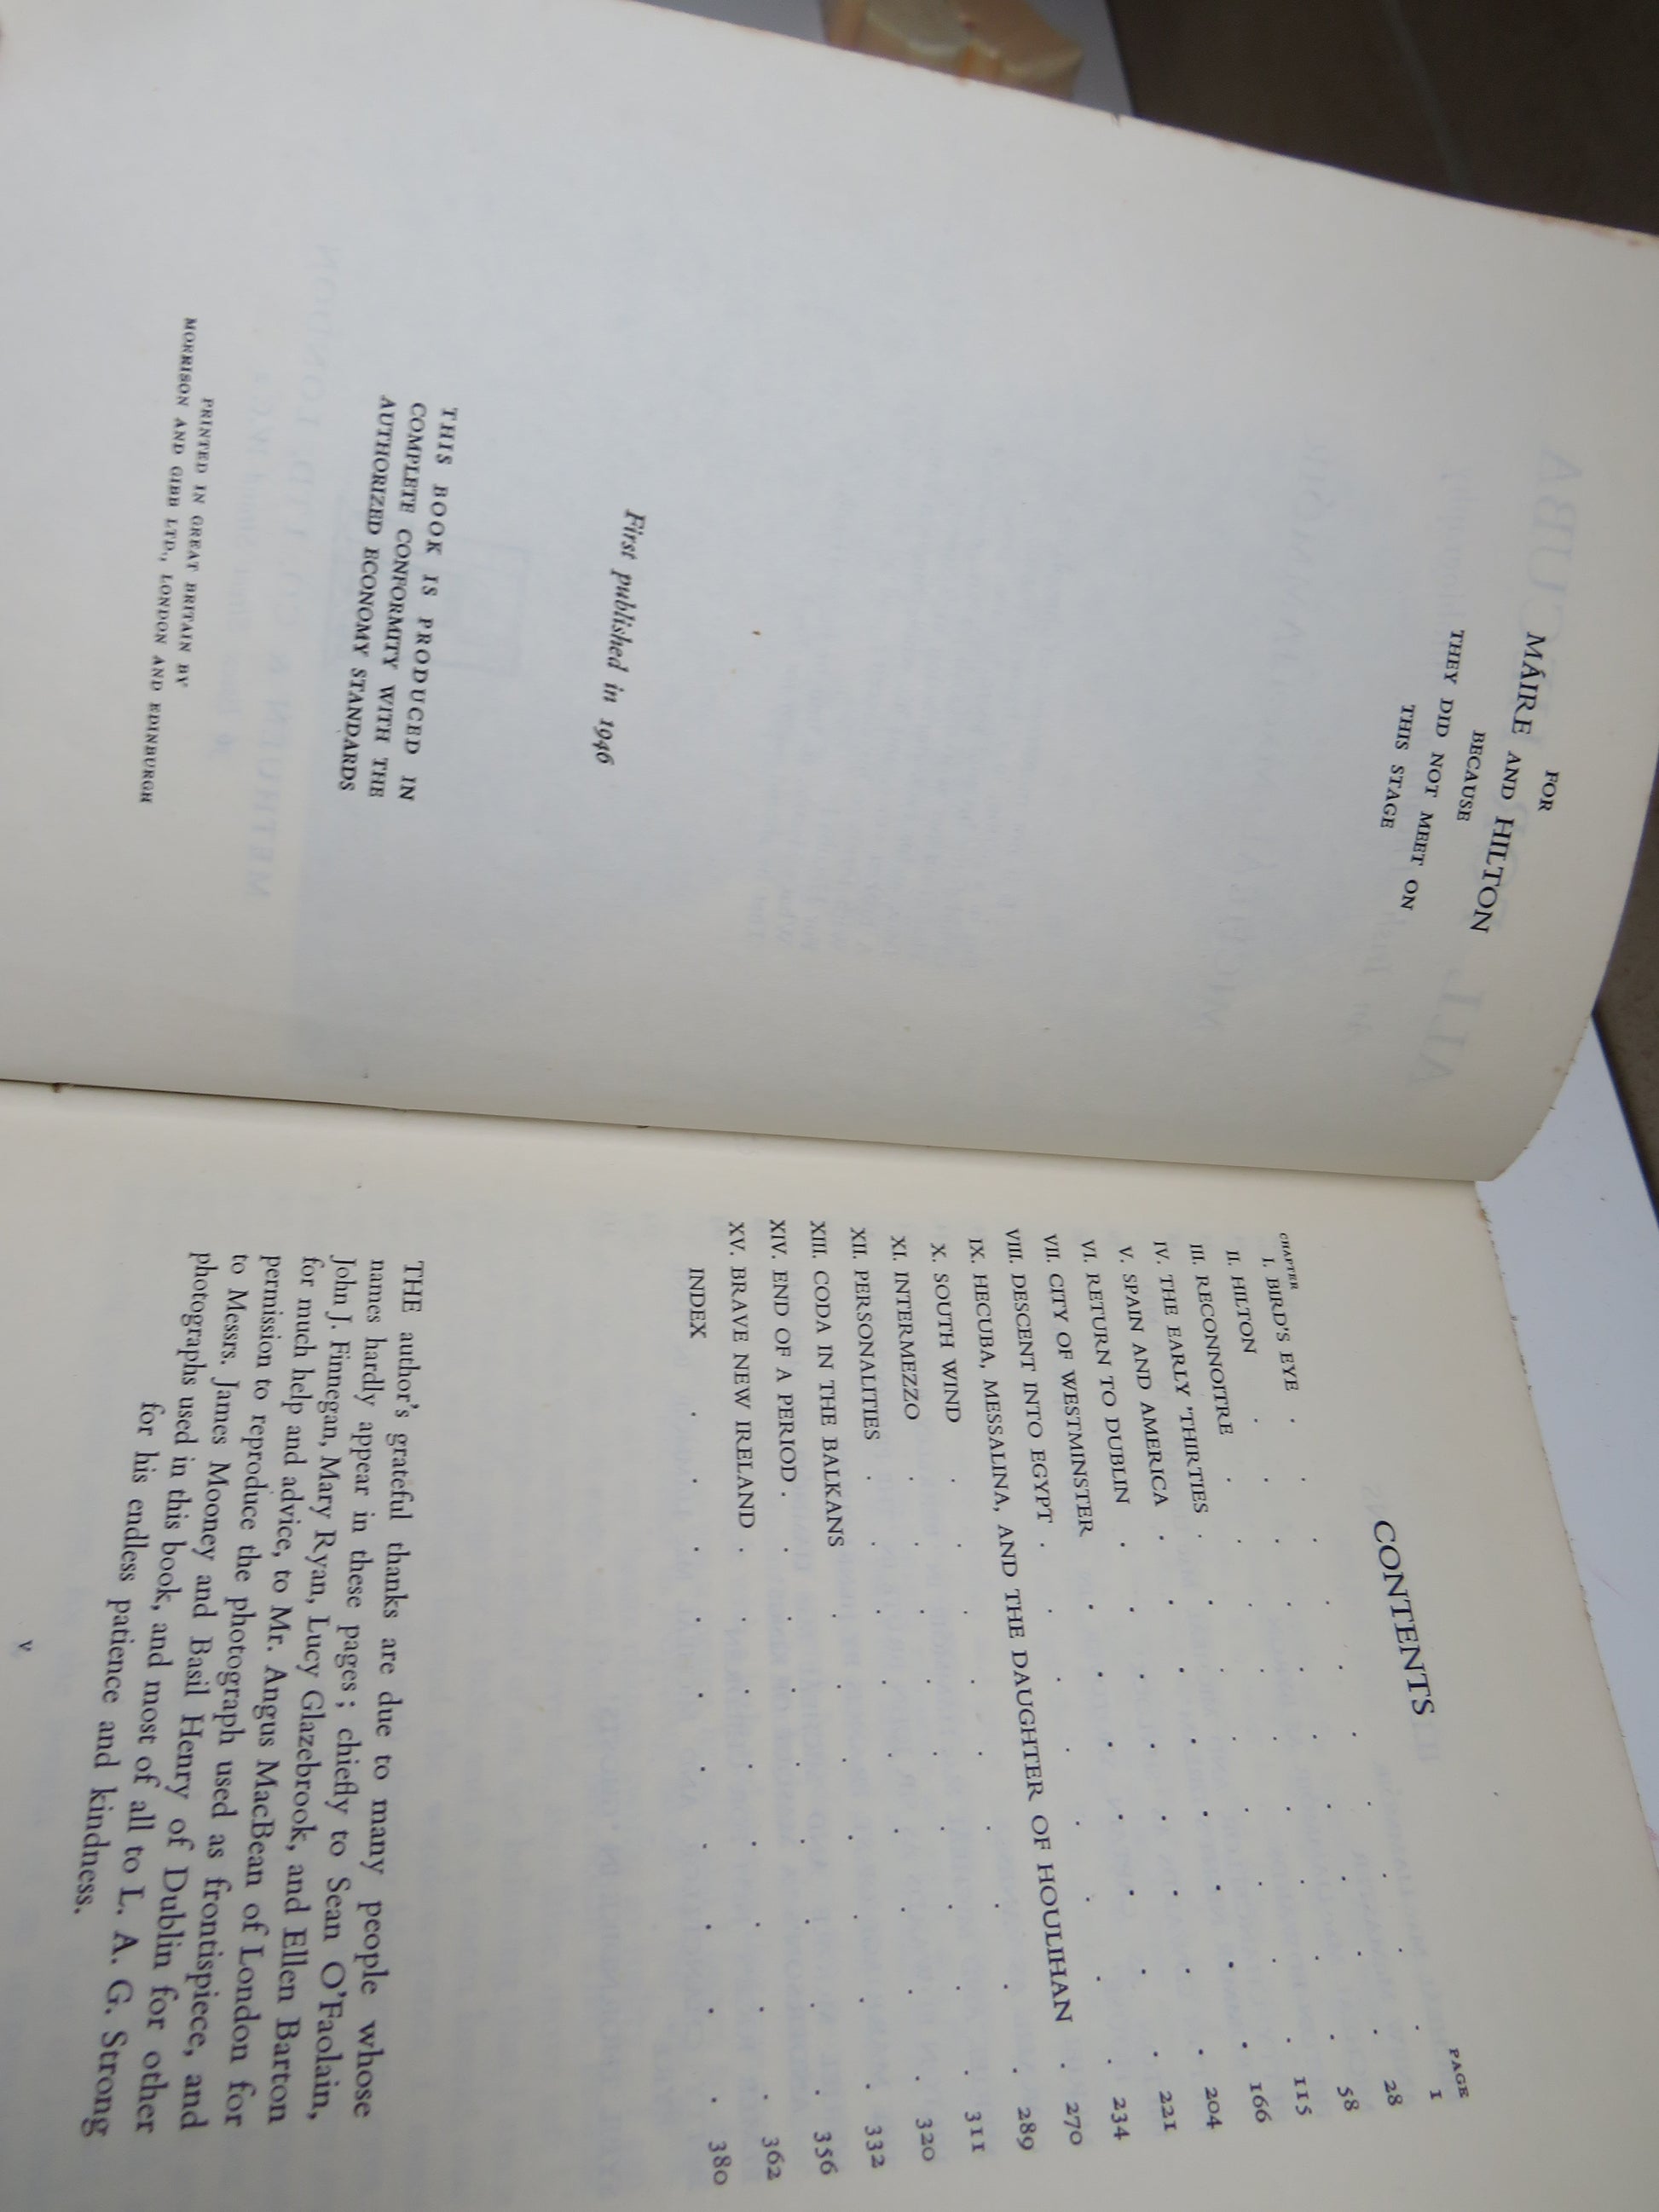 FOR
MÁIRE AND HILTON
BECAUSE
THEY DID NOT MEET ON
THIS STAGE
First published in 1946
THIS BOOK IS PRODUCED IN
COMPLETE CONFORMITY WITH THE
AUTHORIZED ECONOMY STANDARDS
PRINTED IN GREAT BRITAIN BY
MORRISON AND GIBB LTD., LONDON AND EDINBURGH
CONTENTS
CHAPTER PAGE
I. BIRD'S EYE . . . . . . . . . . 1
II. HILTON . . . . . . . . . . 28
III. RECONNOITRE . . . . . . . . . 58
IV. THE EARLY 'THIRTIES . . . . . . . . 115
V. SPAIN AND AMERICA . . . . . . . . 166
VI. RETURN TO DUBLIN . . . . . . . . 204
VII. CITY OF WESTMINSTER . . . . . . . 221
VIII. DESCENT INTO EGYPT . . . . . . . . 234
IX. HECUBA, MESSALINA, AND THE DAUGHTER OF HOULIHAN . 270
X. SOUTH WIND . . . . . . . . . 289
XI. INTERMEZZO . . . . . . . . . 311
XII. PERSONALITIES . . . . . . . . . 320
XIII. CODA IN THE BALKANS . . . . . . . 332
XIV. END OF A PERIOD . . . . . . . . 356
XV. BRAVE NEW IRELAND . . . . . . . . 362
INDEX . . . . . . . . . . 380
THE author's grateful thanks are due to many people whose
names hardly appear in these pages ; chiefly to Sean O'Faolain,
John J. Finnegan, Mary Ryan, Lucy Glazebrook, and Ellen Barton
for much help and advice, to Mr. Angus MacBean of London for
permission to reproduce the photograph used as frontispiece, and
to Messrs. James Mooney and Basil Henry of Dublin for other
photographs used in this book, and most of all to L. A. G. Strong
for his endless patience and kindness.
v